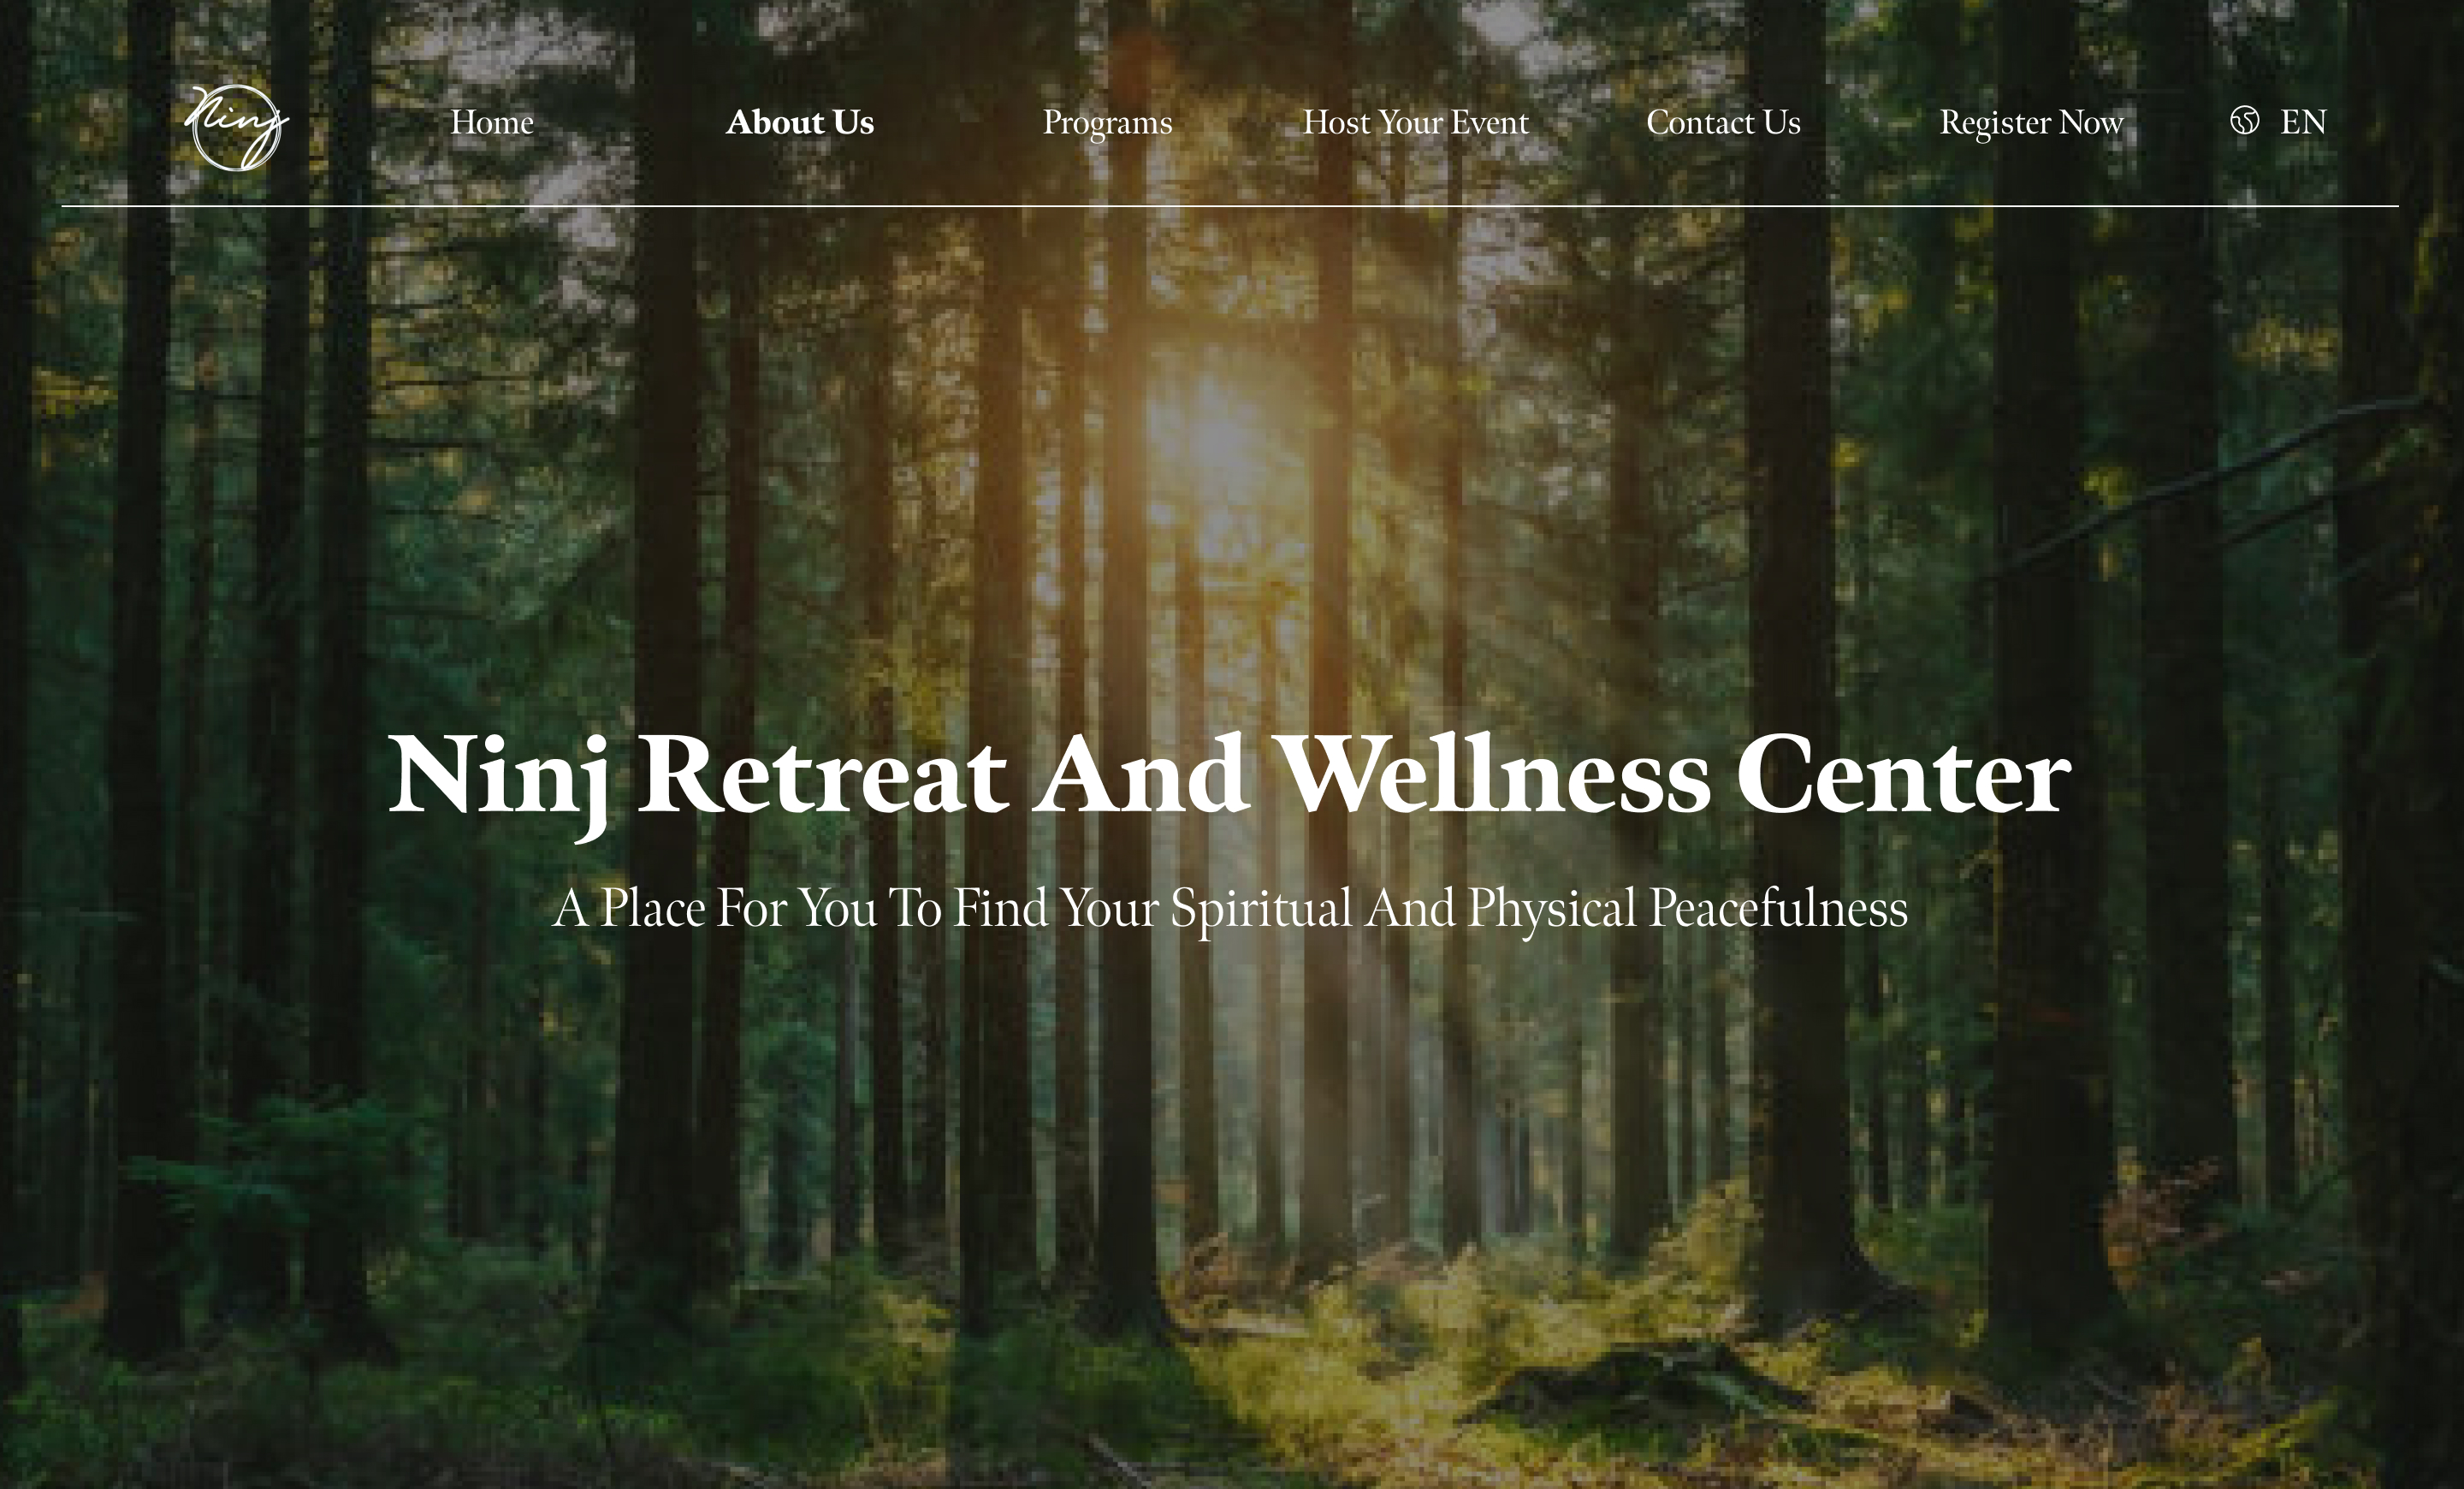 Ninj Home About Us Programs Host Your Event Contact Us Register Now EN
Ninj Retreat And Wellness Center
A Place For You To Find Your Spiritual And Physical Peacefulness